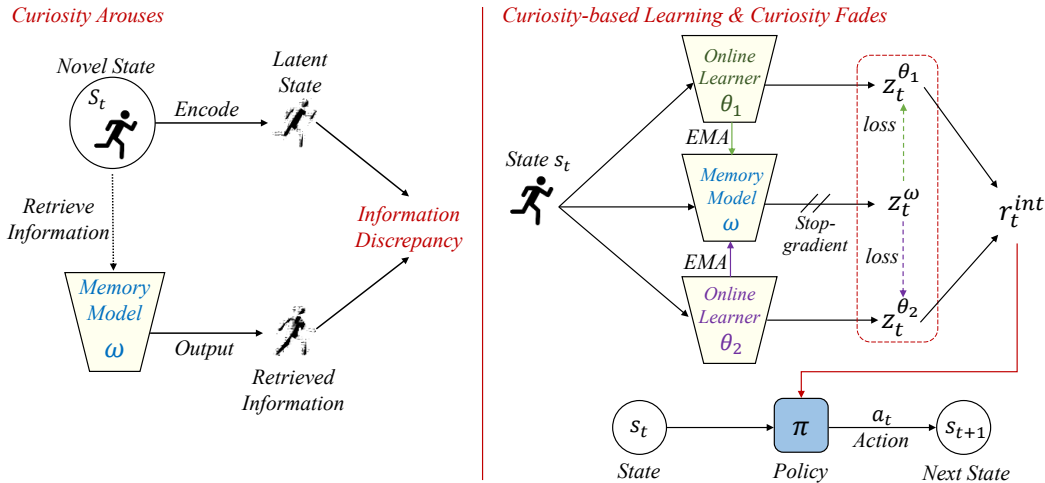 Curiosity Arouses
Novel State
S_t
Encode
Latent
State
Retrieve
Information
Information
Discrepancy
Memory
Model
ω
Output
Retrieved
Information
Curiosity-based Learning & Curiosity Fades
Online
Learner
θ_1
z_t^{θ_1}
EMA
loss
State s_t
Memory
Model
ω
Stop-
gradient
z_t^ω
r_t^{int}
EMA
loss
Online
Learner
θ_2
z_t^{θ_2}
s_t
π
a_t
Action
s_{t+1}
State
Policy
Next State